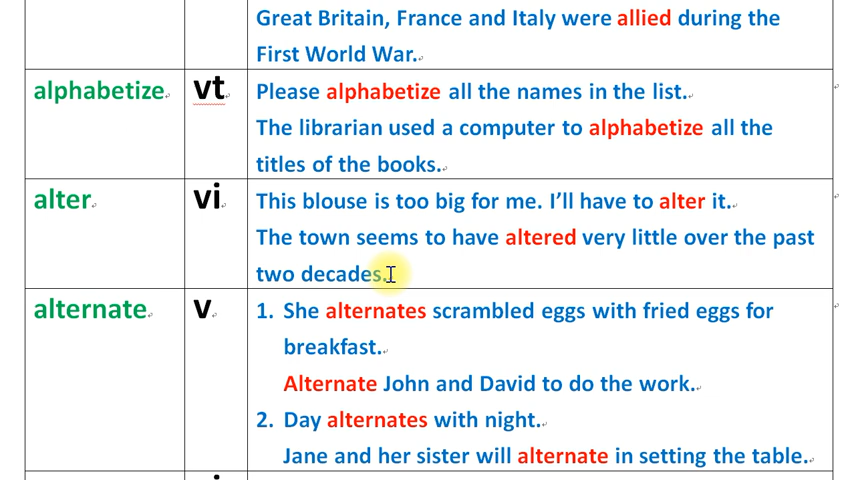 Great Britain, France and Italy were allied during the
First World War.
alphabetize vt Please alphabetize all the names in the list.
The librarian used a computer to alphabetize all the
titles of the books.
alter vi This blouse is too big for me. I’ll have to alter it.
The town seems to have altered very little over the past
two decades.
alternate v 1. She alternates scrambled eggs with fried eggs for
breakfast.
Alternate John and David to do the work.
2. Day alternates with night.
Jane and her sister will alternate in setting the table.